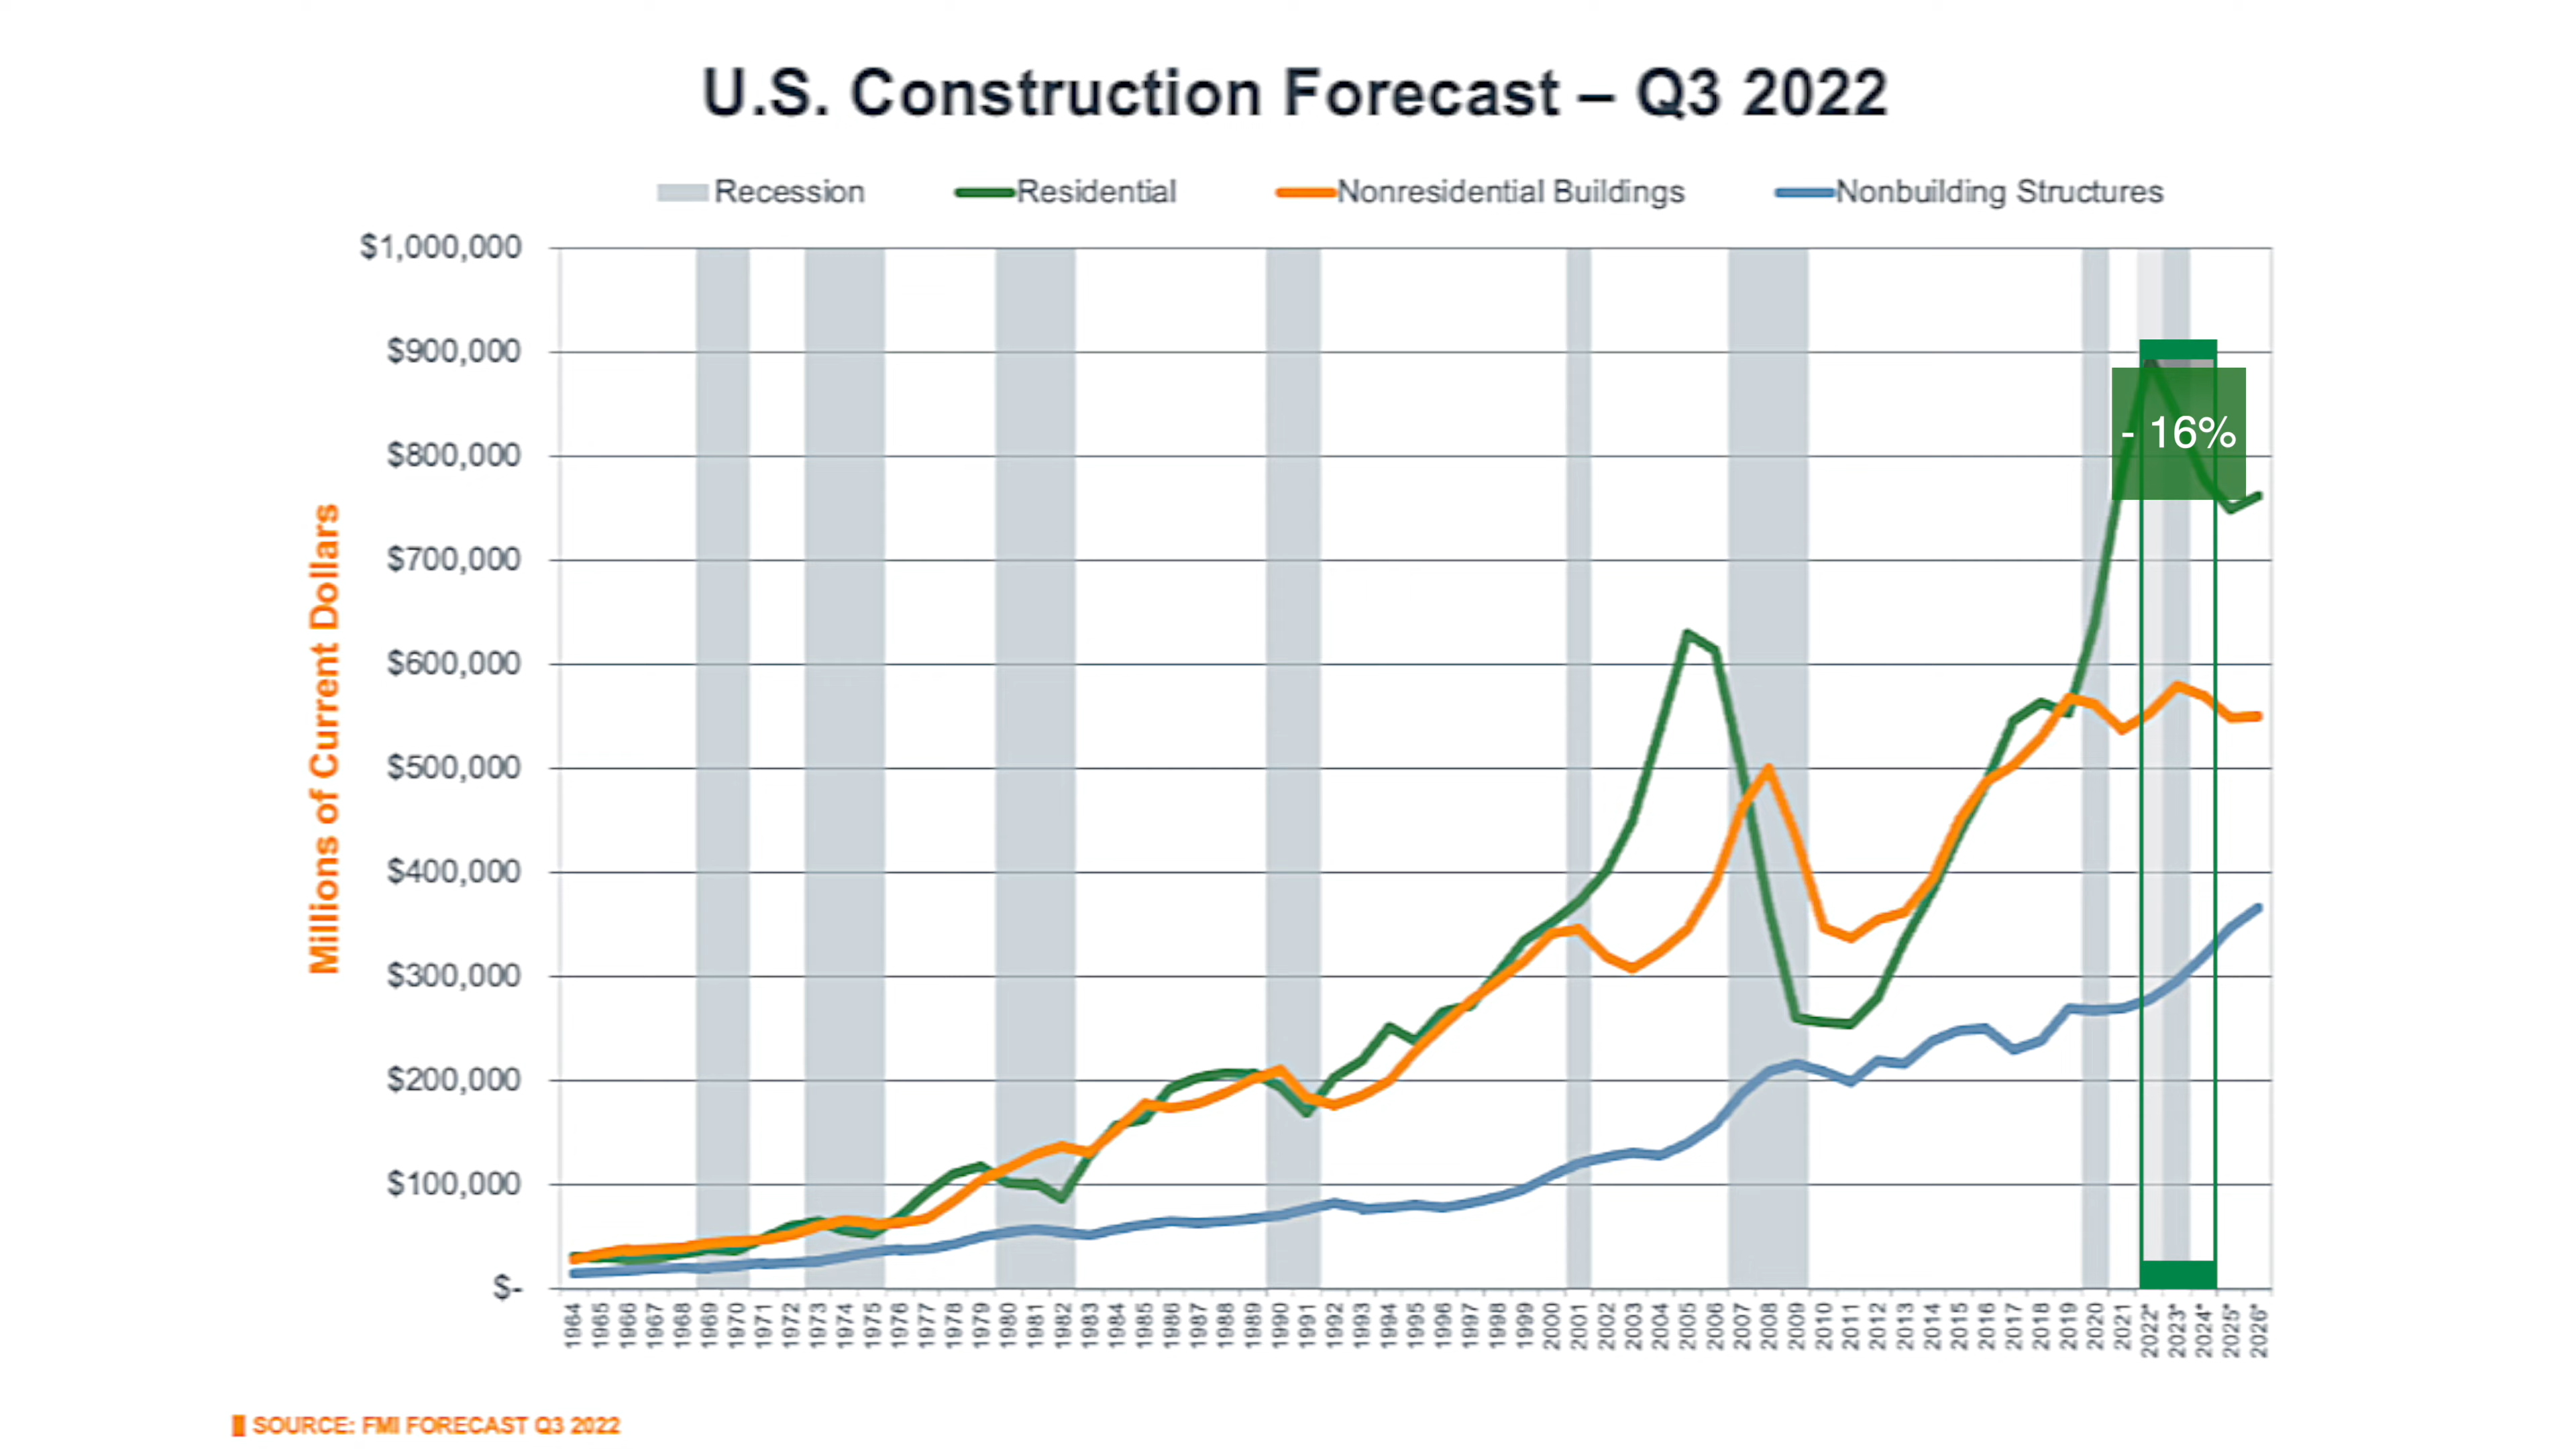 U.S. Construction Forecast – Q3 2022
Recession Residential Nonresidential Buildings Nonbuilding Structures
Millions of Current Dollars
$1,000,000
$900,000
$800,000
$700,000
$600,000
$500,000
$400,000
$300,000
$200,000
$100,000
$-
- 16%
1964 1965 1966 1967 1968 1969 1970 1971 1972 1973 1974 1975 1976 1977 1978 1979 1980 1981 1982 1983 1984 1985 1986 1987 1988 1989 1990 1991 1992 1993 1994 1995 1996 1997 1998 1999 2000 2001 2002 2003 2004 2005 2006 2007 2008 2009 2010 2011 2012 2013 2014 2015 2016 2017 2018 2019 2020 2021 2022* 2023* 2024* 2025* 2026*
SOURCE: FMI FORECAST Q3 2022